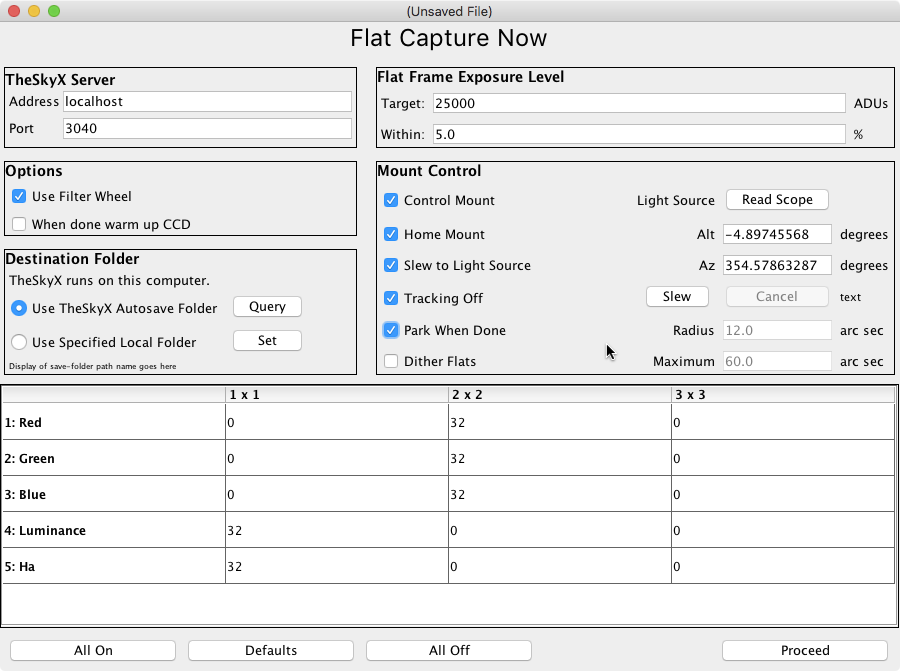 (Unsaved File)
Flat Capture Now
TheSkyX Server
Address localhost
Port 3040
Flat Frame Exposure Level
Target: 25000 ADUs
Within: 5.0 %
Options
Use Filter Wheel
When done warm up CCD
Destination Folder
TheSkyX runs on this computer.
Use TheSkyX Autosave Folder Query
Use Specified Local Folder Set
Display of save-folder path name goes here
Mount Control
Control Mount Light Source Read Scope
Home Mount Alt -4.89745568 degrees
Slew to Light Source Az 354.57863287 degrees
Tracking Off Slew Cancel text
Park When Done Radius 12.0 arc sec
Dither Flats Maximum 60.0 arc sec
1 x 1 2 x 2 3 x 3
1: Red 0 32 0
2: Green 0 32 0
3: Blue 0 32 0
4: Luminance 32 0 0
5: Ha 32 0 0
All On Defaults All Off Proceed